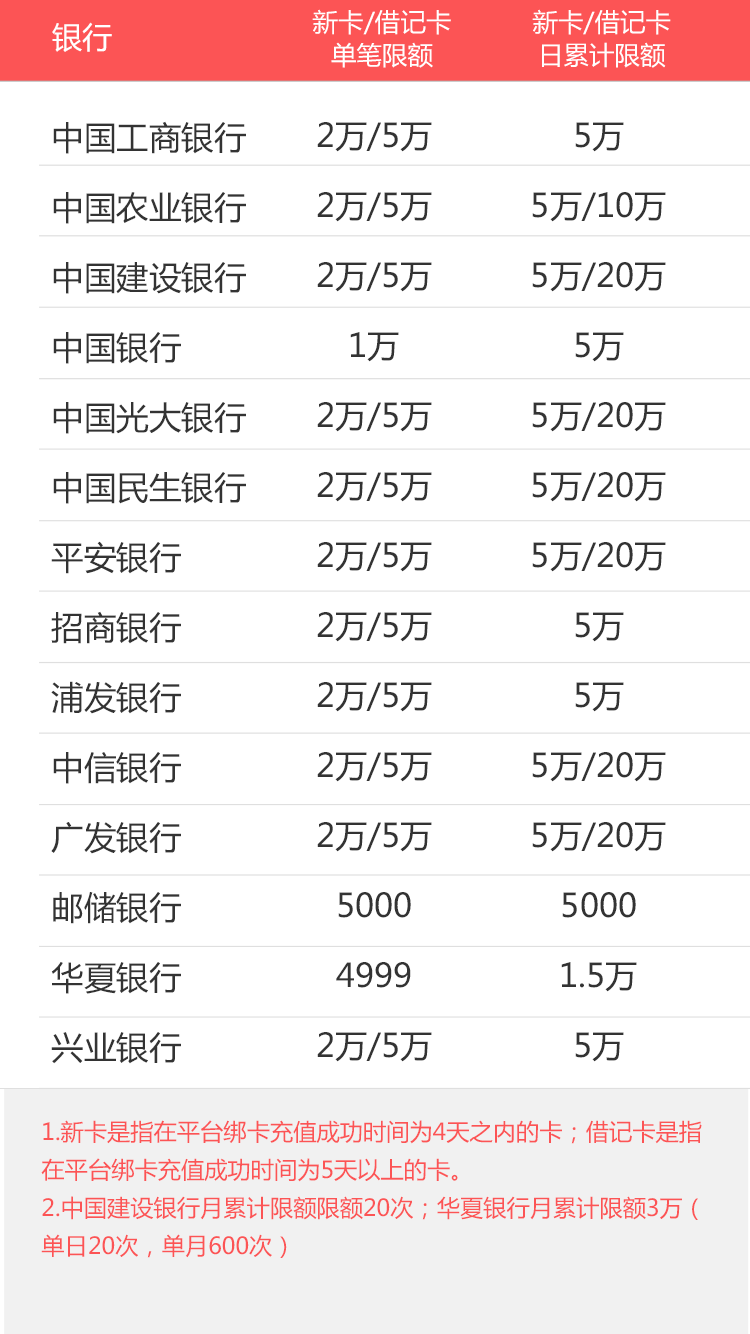 银行 新卡/借记卡 新卡/借记卡
单笔限额 日累计限额
中国工商银行 2万/5万 5万
中国农业银行 2万/5万 5万/10万
中国建设银行 2万/5万 5万/20万
中国银行 1万 5万
中国光大银行 2万/5万 5万/20万
中国民生银行 2万/5万 5万/20万
平安银行 2万/5万 5万/20万
招商银行 2万/5万 5万
浦发银行 2万/5万 5万
中信银行 2万/5万 5万/20万
广发银行 2万/5万 5万/20万
邮储银行 5000 5000
华夏银行 4999 1.5万
兴业银行 2万/5万 5万
1.新卡是指在平台绑卡充值成功时间为4天之内的卡；借记卡是指
在平台绑卡充值成功时间为5天以上的卡。
2.中国建设银行月累计限额限额20次；华夏银行月累计限额3万（
单日20次，单月600次）